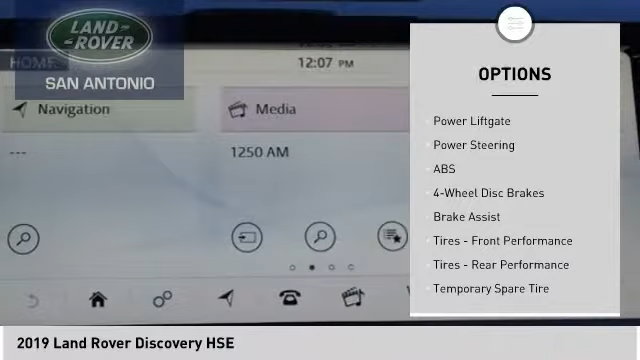 LAND-
-ROVER
SAN ANTONIO
HOME
12:07 PM
Navigation
Media
---
1250 AM
OPTIONS
Power Liftgate
Power Steering
ABS
4-Wheel Disc Brakes
Brake Assist
Tires - Front Performance
Tires - Rear Performance
Temporary Spare Tire
2019 Land Rover Discovery HSE